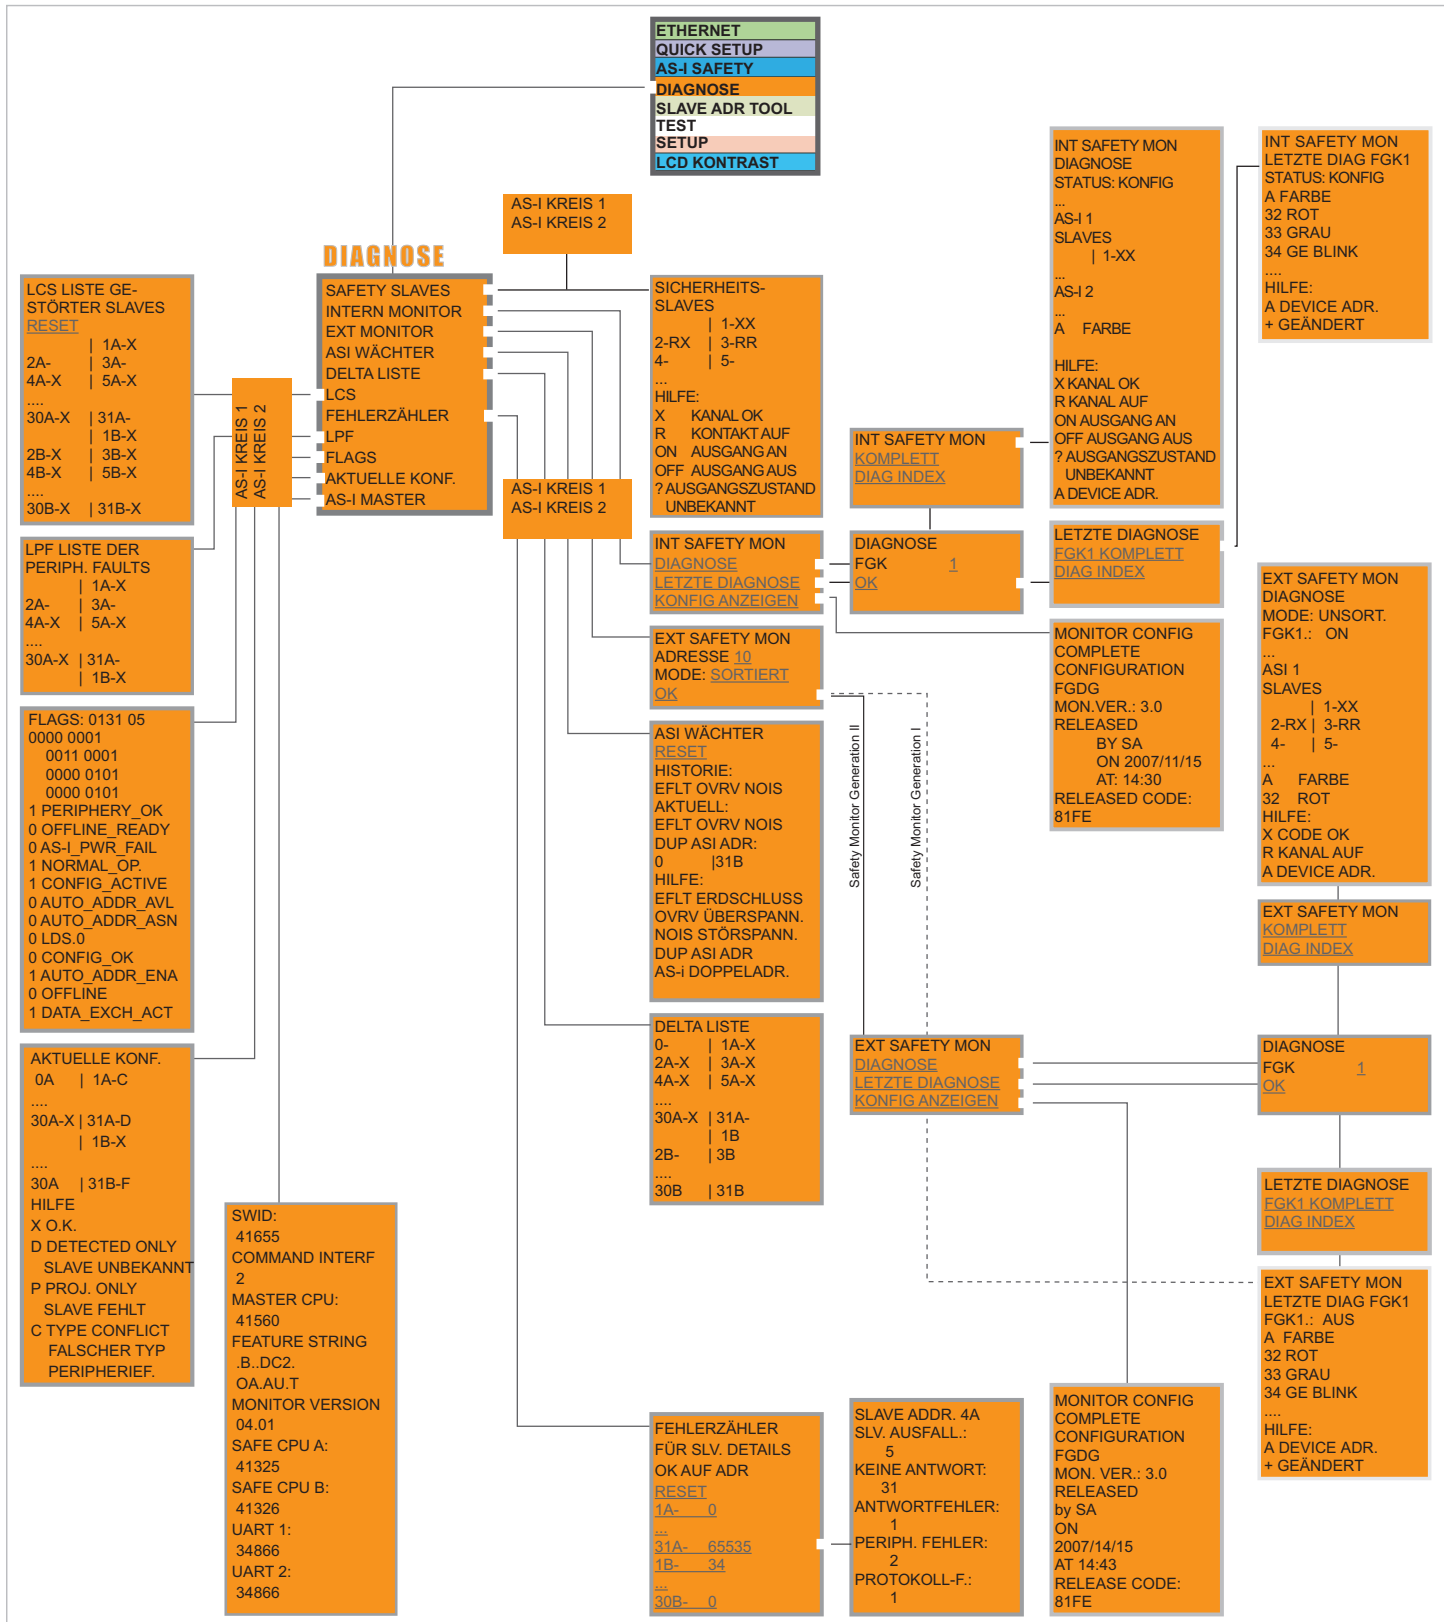 ETHERNET
QUICK SETUP
AS-I SAFETY
DIAGNOSE
SLAVE ADR TOOL
TEST
SETUP
LCD KONTRAST
AS-I KREIS 1
AS-I KREIS 2
DIAGNOSE
SAFETY SLAVES
INTERN MONITOR
EXT MONITOR
ASI WÄCHTER
DELTA LISTE
LCS
FEHLERZÄHLER
LPF
FLAGS
AKTUELLE KONF.
AS-I MASTER
AS-I KREIS 1
AS-I KREIS 2
LCS LISTE GE-
STÖRTER SLAVES
RESET
| 1A-X
2A- | 3A-
4A-X | 5A-X
....
30A-X | 31A-
| 1B-X
2B-X | 3B-X
4B-X | 5B-X
....
30B-X | 31B-X
LPF LISTE DER
PERIPH. FAULTS
| 1A-X
2A- | 3A-
4A-X | 5A-X
....
30A-X | 31A-
| 1B-X
FLAGS: 0131 05
0000 0001
0011 0001
0000 0101
0000 0101
1 PERIPHERY_OK
0 OFFLINE_READY
0 AS-I_PWR_FAIL
1 NORMAL_OP.
1 CONFIG_ACTIVE
0 AUTO_ADDR_AVL
0 AUTO_ADDR_ASN
0 LDS.0
0 CONFIG_OK
1 AUTO_ADDR_ENA
0 OFFLINE
1 DATA_EXCH_ACT
AKTUELLE KONF.
0A | 1A-C
....
30A-X | 31A-D
| 1B-X
....
30A | 31B-F
HILFE
X O.K.
D DETECTED ONLY
SLAVE UNBEKANNT
P PROJ. ONLY
SLAVE FEHLT
C TYPE CONFLICT
FALSCHER TYP
PERIPHERIEF.
SWID:
41655
COMMAND INTERF
2
MASTER CPU:
41560
FEATURE STRING
.B..DC2.
OA.AU.T
MONITOR VERSION
04.01
SAFE CPU A:
41325
SAFE CPU B:
41326
UART 1:
34866
UART 2:
34866
SICHERHEITS-
SLAVES
| 1-XX
2-RX | 3-RR
4- | 5-
...
HILFE:
X KANAL OK
R KONTAKT AUF
ON AUSGANG AN
OFF AUSGANG AUS
? AUSGANGSZUSTAND
UNBEKANNT
AS-I KREIS 1
AS-I KREIS 2
INT SAFETY MON
DIAGNOSE
LETZTE DIAGNOSE
KONFIG ANZEIGEN
EXT SAFETY MON
ADRESSE 10
MODE: SORTIERT
OK
ASI WÄCHTER
RESET
HISTORIE:
EFLT OVRV NOIS
AKTUELL:
EFLT OVRV NOIS
DUP ASI ADR:
0 |31B
HILFE:
EFLT ERDSCHLUSS
OVRV ÜBERSPANN.
NOIS STÖRSPANN.
DUP ASI ADR
AS-i DOPPELADR.
DELTA LISTE
0- | 1A-X
2A-X | 3A-X
4A-X | 5A-X
....
30A-X | 31A-
| 1B
2B- | 3B
....
30B | 31B
FEHLERZÄHLER
FÜR SLV. DETAILS
OK AUF ADR
RESET
1A- 0
...
31A- 65535
1B- 34
...
30B- 0
INT SAFETY MON
KOMPLETT
DIAG INDEX
DIAGNOSE
FGK 1
OK
Safety Monitor Generation II
Safety Monitor Generation I
EXT SAFETY MON
DIAGNOSE
LETZTE DIAGNOSE
KONFIG ANZEIGEN
SLAVE ADDR. 4A
SLV. AUSFALL.:
5
KEINE ANTWORT:
31
ANTWORTFEHLER:
1
PERIPH. FEHLER:
2
PROTOKOLL-F.:
1
INT SAFETY MON
DIAGNOSE
STATUS: KONFIG
...
AS-I 1
SLAVES
| 1-XX
...
AS-I 2
...
A FARBE
HILFE:
X KANAL OK
R KANAL AUF
ON AUSGANG AN
OFF AUSGANG AUS
? AUSGANGSZUSTAND
UNBEKANNT
A DEVICE ADR.
LETZTE DIAGNOSE
FGK1 KOMPLETT
DIAG INDEX
MONITOR CONFIG
COMPLETE
CONFIGURATION
FGDG
MON.VER.: 3.0
RELEASED
BY SA
ON 2007/11/15
AT: 14:30
RELEASED CODE:
81FE
MONITOR CONFIG
COMPLETE
CONFIGURATION
FGDG
MON. VER.: 3.0
RELEASED
by SA
ON
2007/14/15
AT 14:43
RELEASE CODE:
81FE
INT SAFETY MON
LETZTE DIAG FGK1
STATUS: KONFIG
A FARBE
32 ROT
33 GRAU
34 GE BLINK
....
HILFE:
A DEVICE ADR.
+ GEÄNDERT
EXT SAFETY MON
DIAGNOSE
MODE: UNSORT.
FGK1.: ON
...
ASI 1
SLAVES
| 1-XX
2-RX | 3-RR
4- | 5-
...
A FARBE
32 ROT
HILFE:
X CODE OK
R KANAL AUF
A DEVICE ADR.
EXT SAFETY MON
KOMPLETT
DIAG INDEX
DIAGNOSE
FGK 1
OK
LETZTE DIAGNOSE
FGK1 KOMPLETT
DIAG INDEX
EXT SAFETY MON
LETZTE DIAG FGK1
FGK1.: AUS
A FARBE
32 ROT
33 GRAU
34 GE BLINK
....
HILFE:
A DEVICE ADR.
+ GEÄNDERT